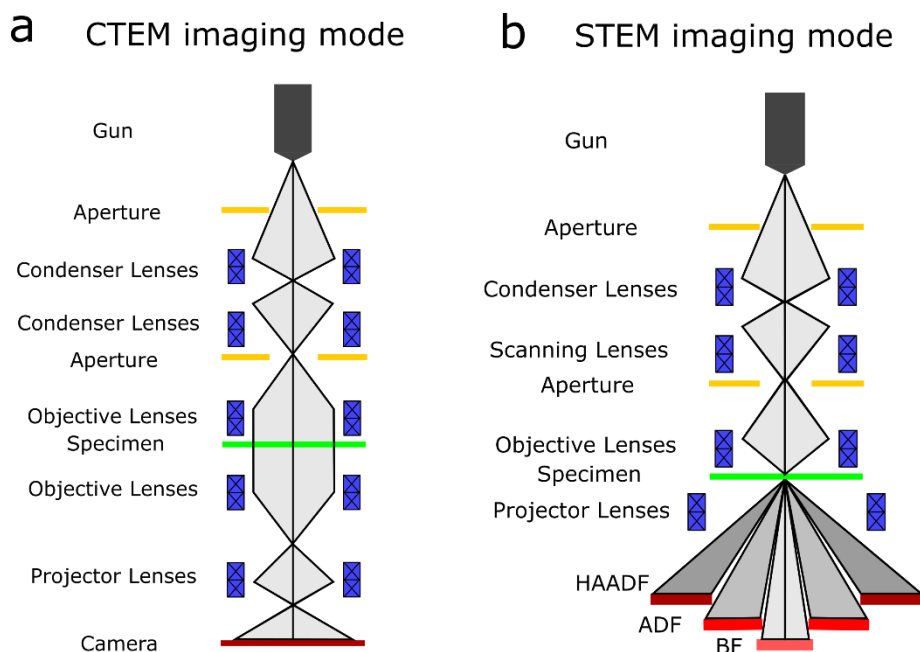 a CTEM imaging mode
Gun
Aperture
Condenser Lenses
Condenser Lenses
Aperture
Objective Lenses
Specimen
Objective Lenses
Projector Lenses
Camera
b STEM imaging mode
Gun
Aperture
Condenser Lenses
Scanning Lenses
Aperture
Objective Lenses
Specimen
Projector Lenses
HAADF
ADF
BF